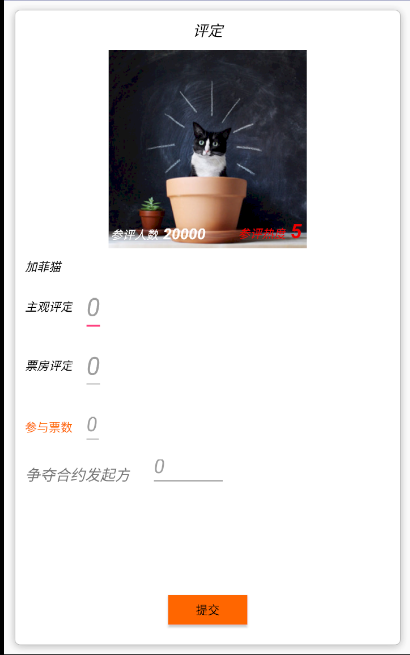 评定
参评人数 20000 参评热度 5
加菲猫
主观评定 0
票房评定 0
参与票数 0
争夺合约发起方 0
提交